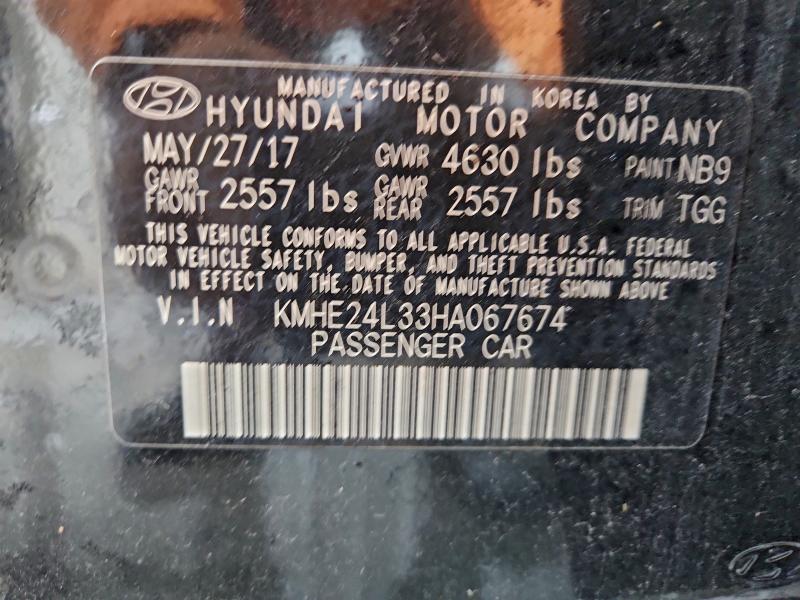 MANUFACTURED IN KOREA BY
HYUNDAI MOTOR COMPANY
MAY/27/17 GVWR 4630 lbs PAINT NB9
GAWR FRONT 2557 lbs GAWR REAR 2557 lbs TRIM TGG
THIS VEHICLE CONFORMS TO ALL APPLICABLE U.S.A. FEDERAL
MOTOR VEHICLE SAFETY, BUMPER, AND THEFT PREVENTION STANDARDS
IN EFFECT ON THE DATE OF MANUFACTURE SHOWN ABOVE
V.I.N KMHE24L33HA067674
PASSENGER CAR